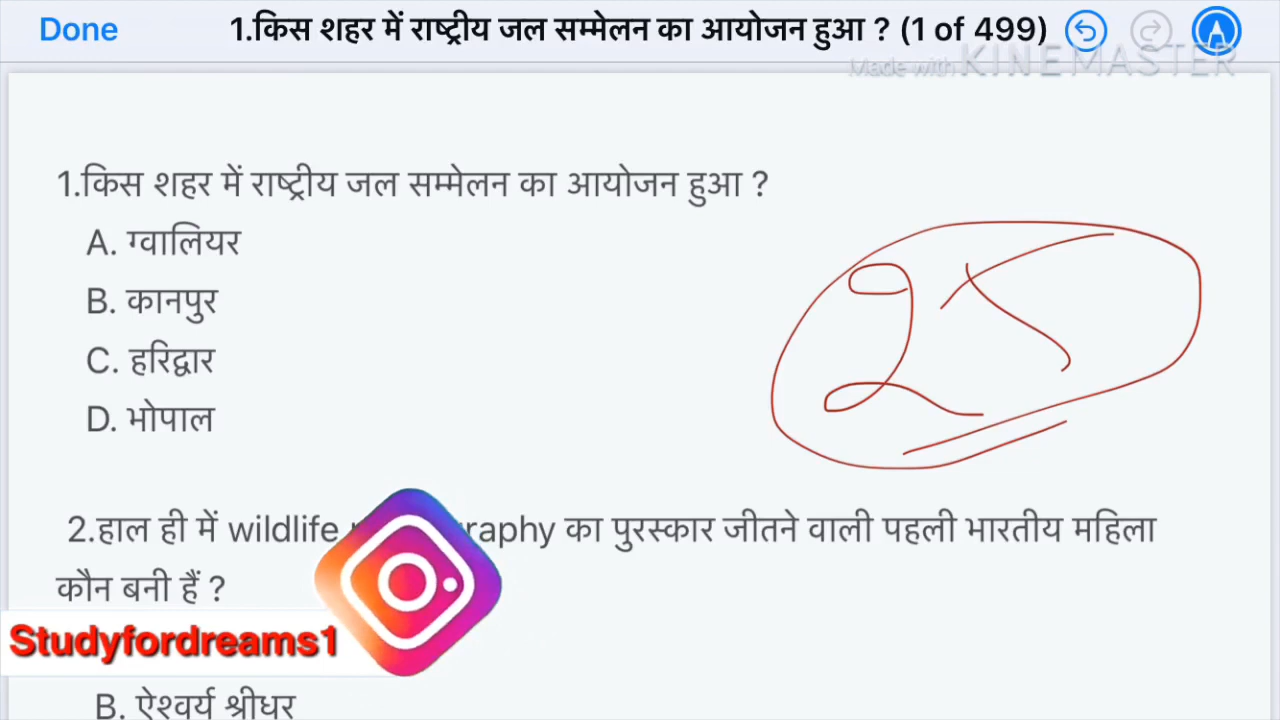 Done
1.किस शहर में राष्ट्रीय जल सम्मेलन का आयोजन हुआ ? (1 of 499)
Made with KINEMASTER
1.किस शहर में राष्ट्रीय जल सम्मेलन का आयोजन हुआ ?
A. ग्वालियर
B. कानपुर
C. हरिद्वार
D. भोपाल
25
2.हाल ही में wildlife का पुरस्कार जीतने वाली पहली भारतीय महिला
कौन बनी हैं ?
Studyfordreams1
B. ऐश्वर्य श्रीधर